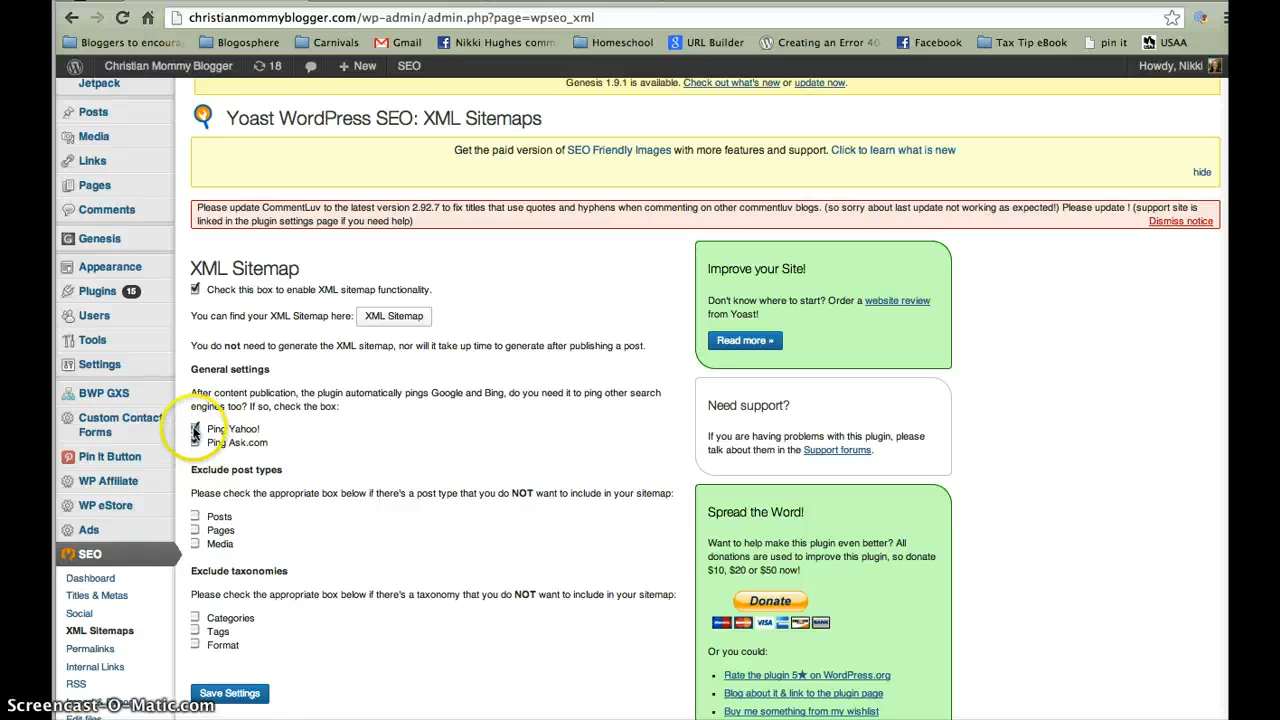 christianmommyblogger.com/wp-admin/admin.php?page=wpseo_xml
Bloggers to encoura Blogosphere Carnivals Gmail Nikki Hughes comm Homeschool URL Builder Creating an Error 40 Facebook Tax Tip eBook pin it USAA
Christian Mommy Blogger 18 + New SEO Howdy, Nikki
Jetpack
Posts
Media
Links
Pages
Comments
Genesis
Appearance
Plugins 15
Users
Tools
Settings
BWP GXS
Custom Contact
Forms
Pin It Button
WP Affiliate
WP eStore
Ads
SEO
Dashboard
Titles & Metas
Social
XML Sitemaps
Permalinks
Internal Links
RSS
Edit files
Genesis 1.9.1 is available. Check out what's new or update now.
Yoast WordPress SEO: XML Sitemaps
Get the paid version of SEO Friendly Images with more features and support. Click to learn what is new
hide
Please update CommentLuv to the latest version 2.92.7 to fix titles that use quotes and hyphens when commenting on other commentluv blogs. (so sorry about last update not working as expected!) Please update ! (support site is
linked in the plugin settings page if you need help)
Dismiss notice
XML Sitemap
Check this box to enable XML sitemap functionality.
You can find your XML Sitemap here: XML Sitemap
You do not need to generate the XML sitemap, nor will it take up time to generate after publishing a post.
General settings
After content publication, the plugin automatically pings Google and Bing, do you need it to ping other search
engines too? If so, check the box:
Ping Yahoo!
Ping Ask.com
Exclude post types
Please check the appropriate box below if there's a post type that you do NOT want to include in your sitemap:
Posts
Pages
Media
Exclude taxonomies
Please check the appropriate box below if there's a taxonomy that you do NOT want to include in your sitemap:
Categories
Tags
Format
Save Settings
Improve your Site!
Don't know where to start? Order a website review
from Yoast!
Read more »
Need support?
If you are having problems with this plugin, please
talk about them in the Support forums.
Spread the Word!
Want to help make this plugin even better? All
donations are used to improve this plugin, so donate
$10, $20 or $50 now!
Donate
VISA BANK
Or you could:
Rate the plugin 5★ on WordPress.org
Blog about it & link to the plugin page
Buy me something from my wishlist
Screencast-O-Matic.com